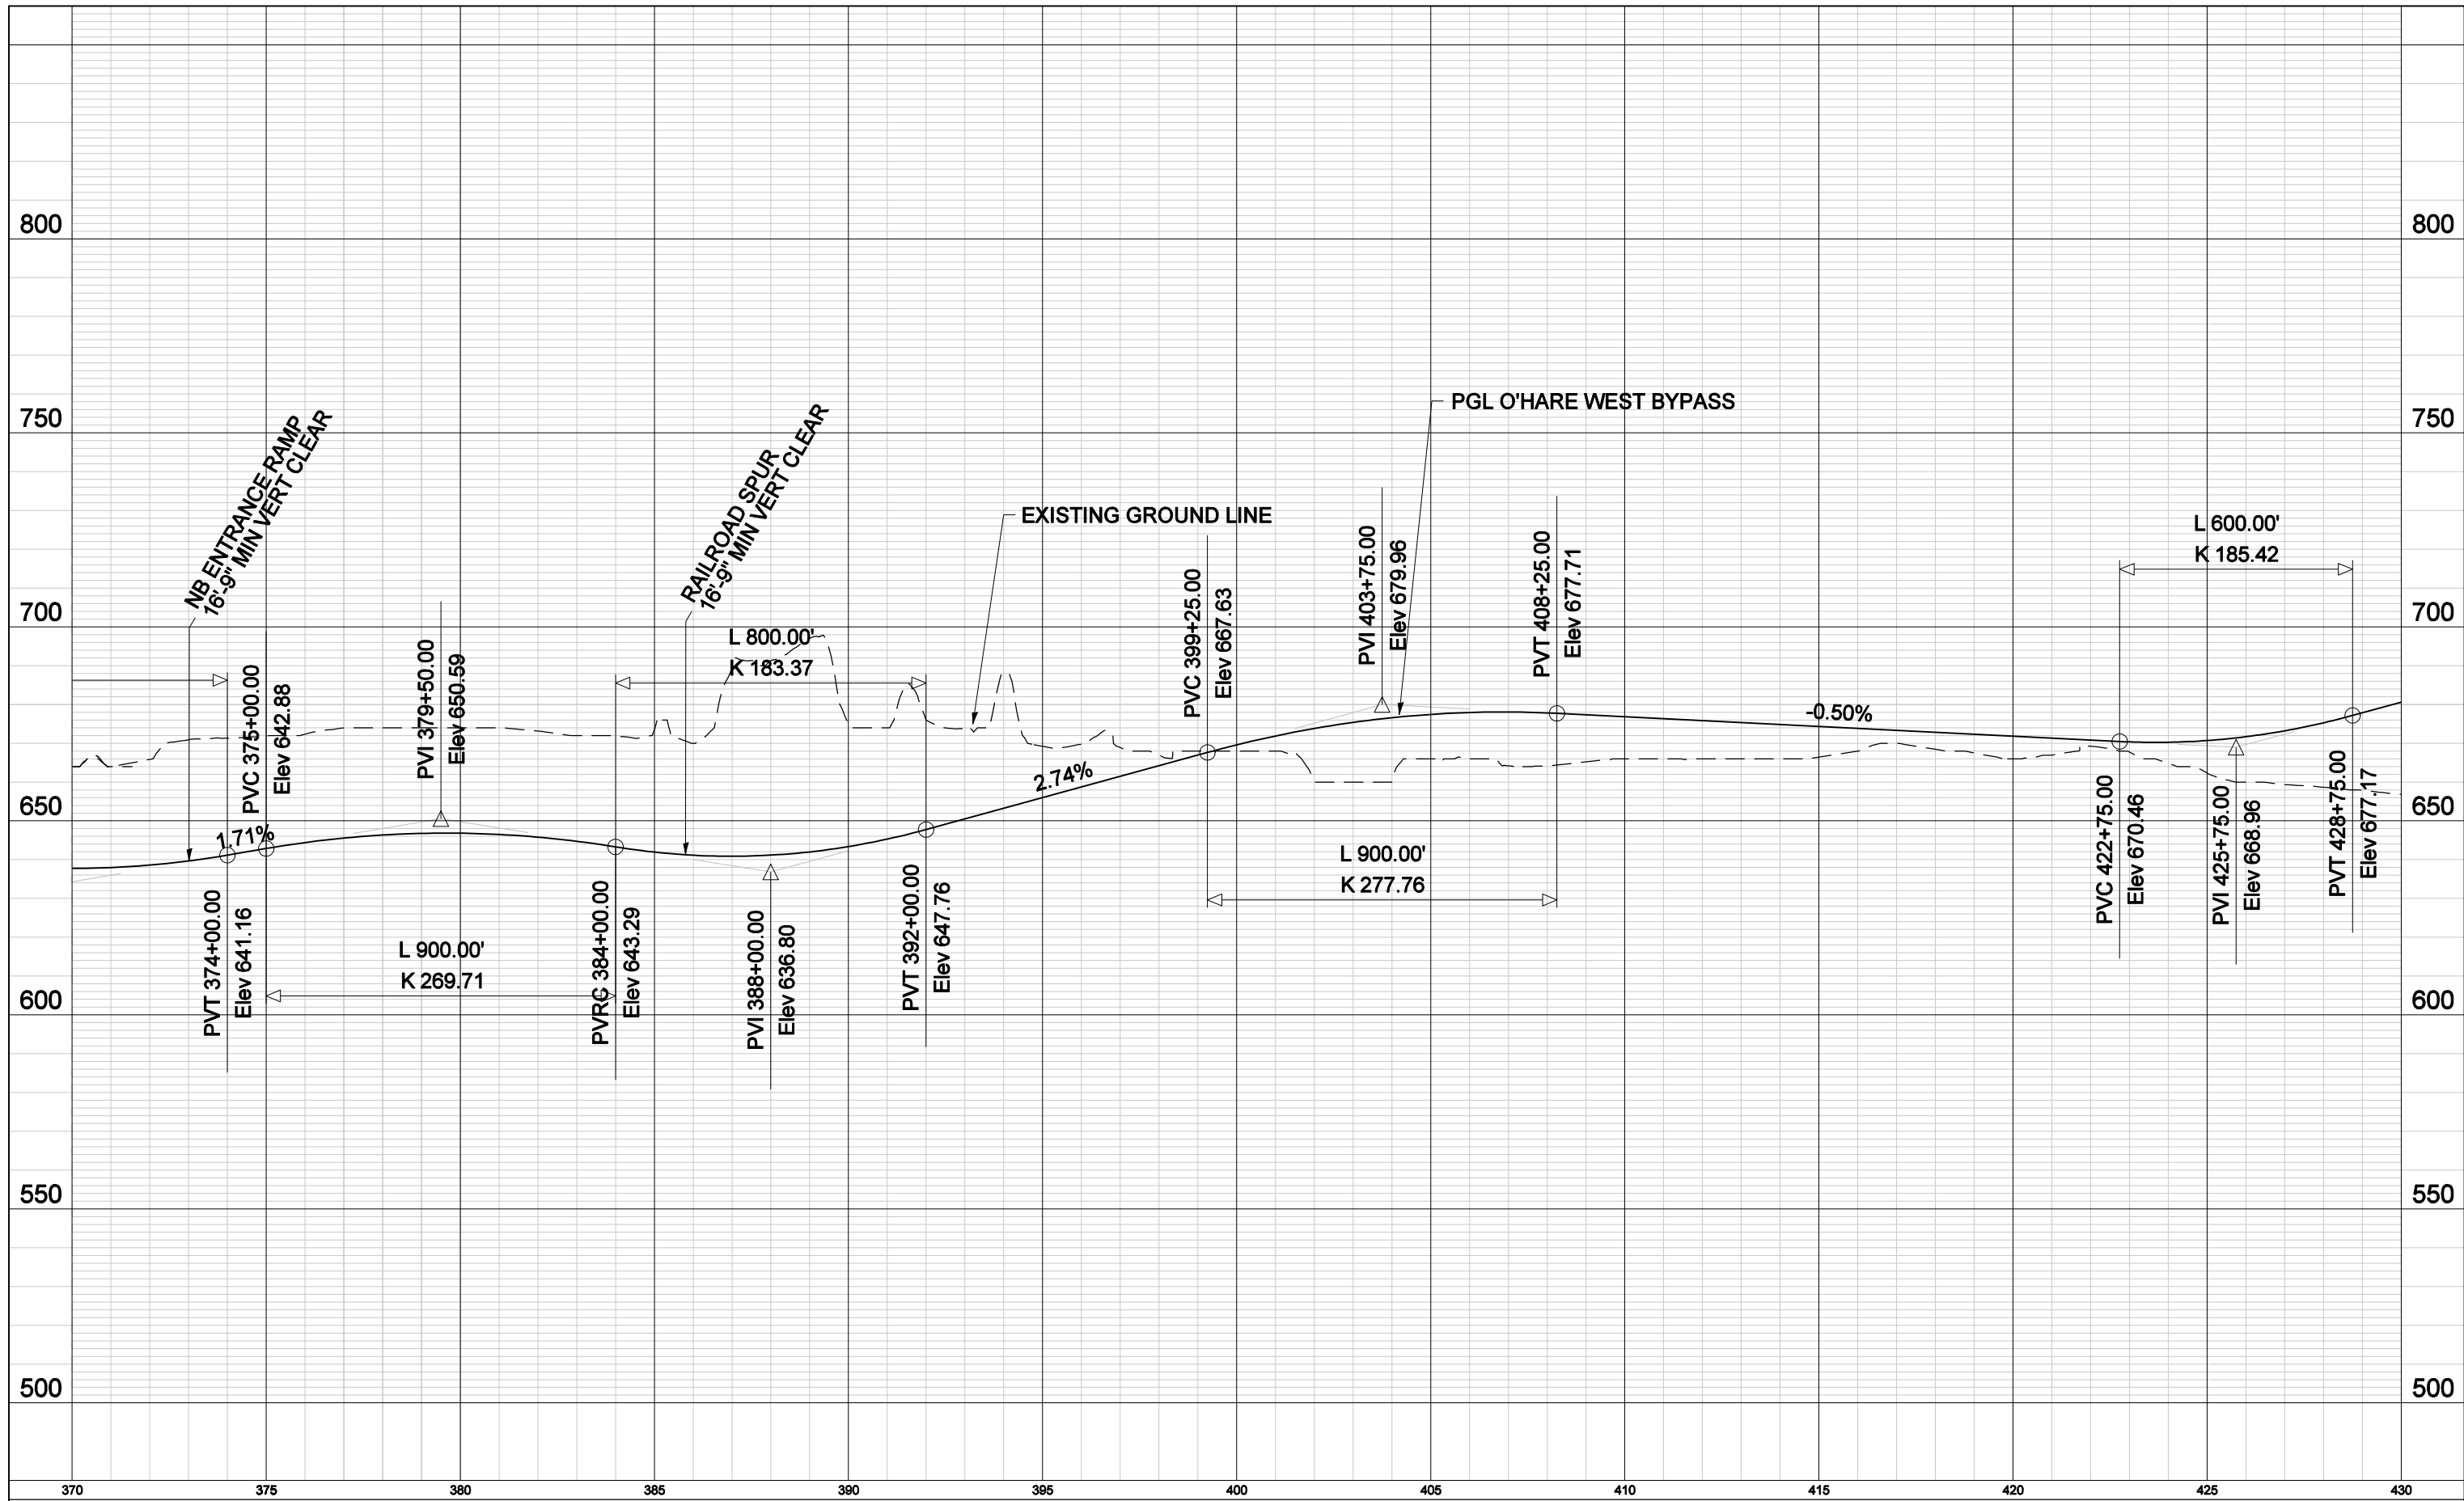 800
800
750
750
700
700
650
650
600
600
550
550
500
500
NB ENTRANCE RAMP
16'-9" MIN VERT CLEAR
RAILROAD SPUR
16'-9" MIN VERT CLEAR
EXISTING GROUND LINE
PGL O'HARE WEST BYPASS
1.71%
PVT 374+00.00
Elev 641.16
PVC 375+00.00
Elev 642.88
PVI 379+50.00
Elev 650.59
L 900.00'
K 269.71
PVRC 384+00.00
Elev 643.29
L 800.00'
K 183.37
PVI 388+00.00
Elev 636.80
PVT 392+00.00
Elev 647.76
2.74%
PVC 399+25.00
Elev 667.63
PVI 403+75.00
Elev 679.96
L 900.00'
K 277.76
PVT 408+25.00
Elev 677.71
-0.50%
PVC 422+75.00
Elev 670.46
L 600.00'
K 185.42
PVI 425+75.00
Elev 668.96
PVT 428+75.00
Elev 677.17
370 375 380 385 390 395 400 405 410 415 420 425 430